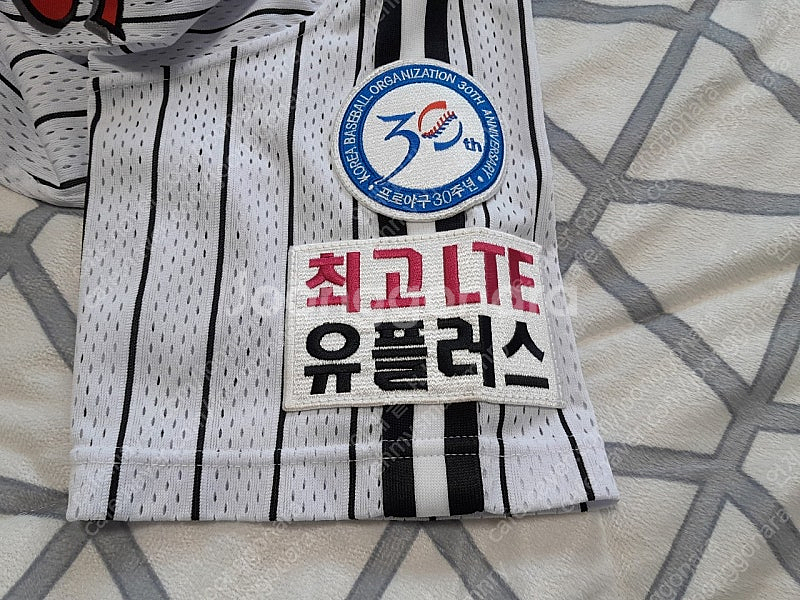 KOREA BASEBALL ORGANIZATION 30TH ANNIVERSARY
30th
프로야구30주년
최고 LTE
유플러스
Joonggonara